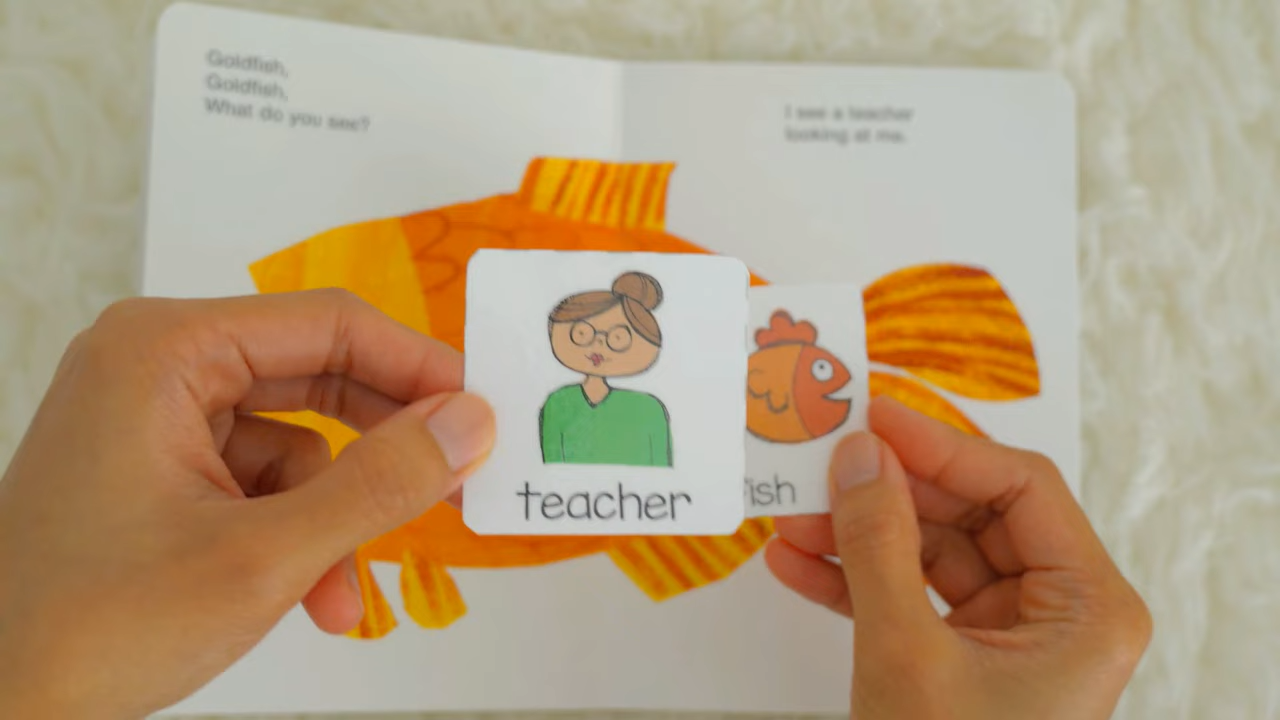 Goldfish,
Goldfish,
What do you see?
I see a teacher
looking at me.
teacher
fish